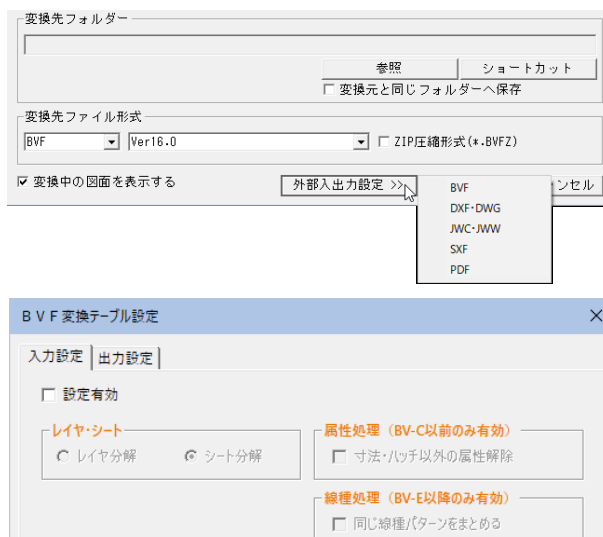 変換先フォルダー
参照 ショートカット
変換元と同じフォルダーへ保存
変換先ファイル形式
BVF Ver16.0 ZIP圧縮形式(*.BVFZ)
変換中の図面を表示する 外部入出力設定 >> ンセル
BVF
DXF・DWG
JWC・JWW
SXF
PDF
ＢＶＦ変換テーブル設定
入力設定 出力設定
設定有効
レイヤ・シート
レイヤ分解 シート分解
属性処理（BV-C以前のみ有効）
寸法・ハッチ以外の属性解除
線種処理（BV-E以降のみ有効）
同じ線種パターンをまとめる